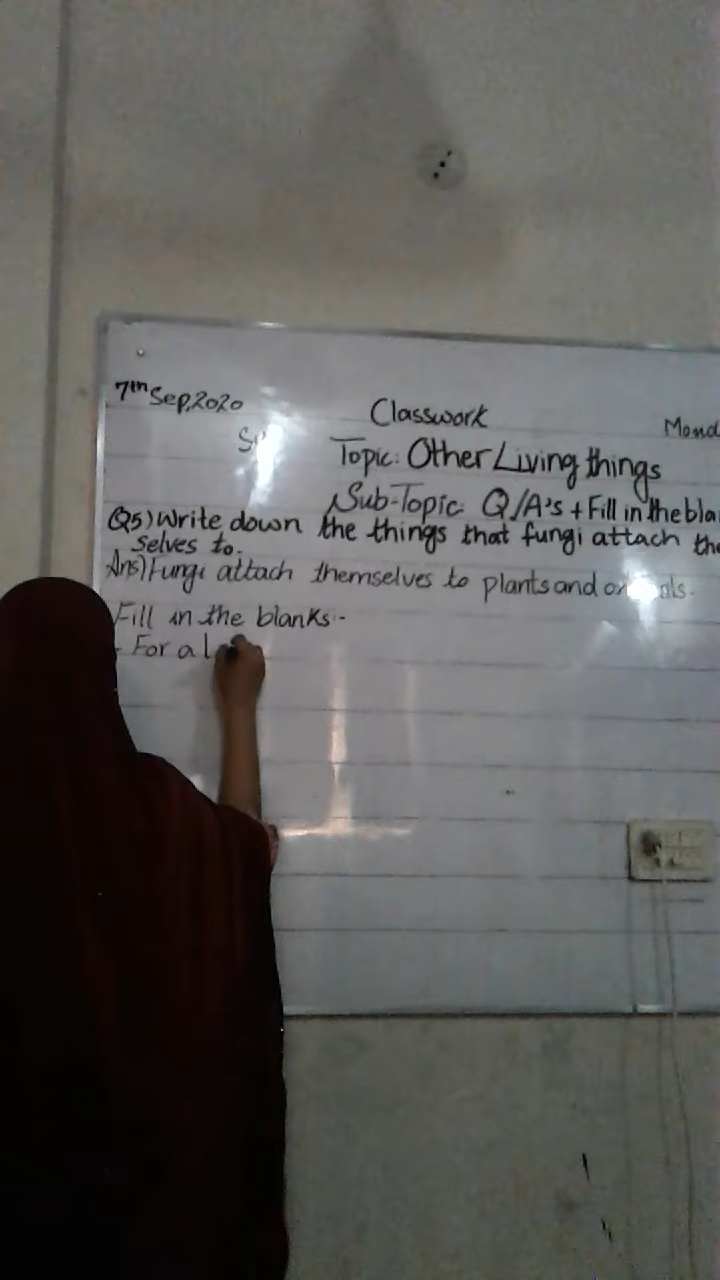 7th Sep,2020
Classwork
Topic: Other Living things
Sub-Topic: Q/A's + Fill in the
Q5) Write down the things that fungi attach
selves to.
Ans) Fungi attach themselves to plants and
Fill in the blanks:-
For a